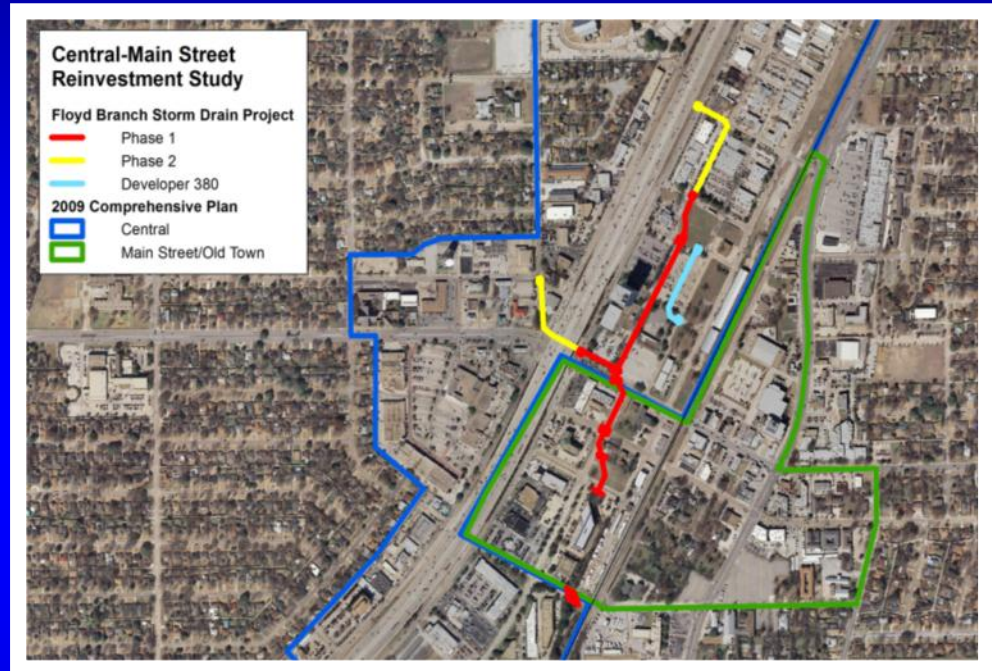 Central-Main Street
Reinvestment Study
Floyd Branch Storm Drain Project
Phase 1
Phase 2
Developer 380
2009 Comprehensive Plan
Central
Main Street/Old Town